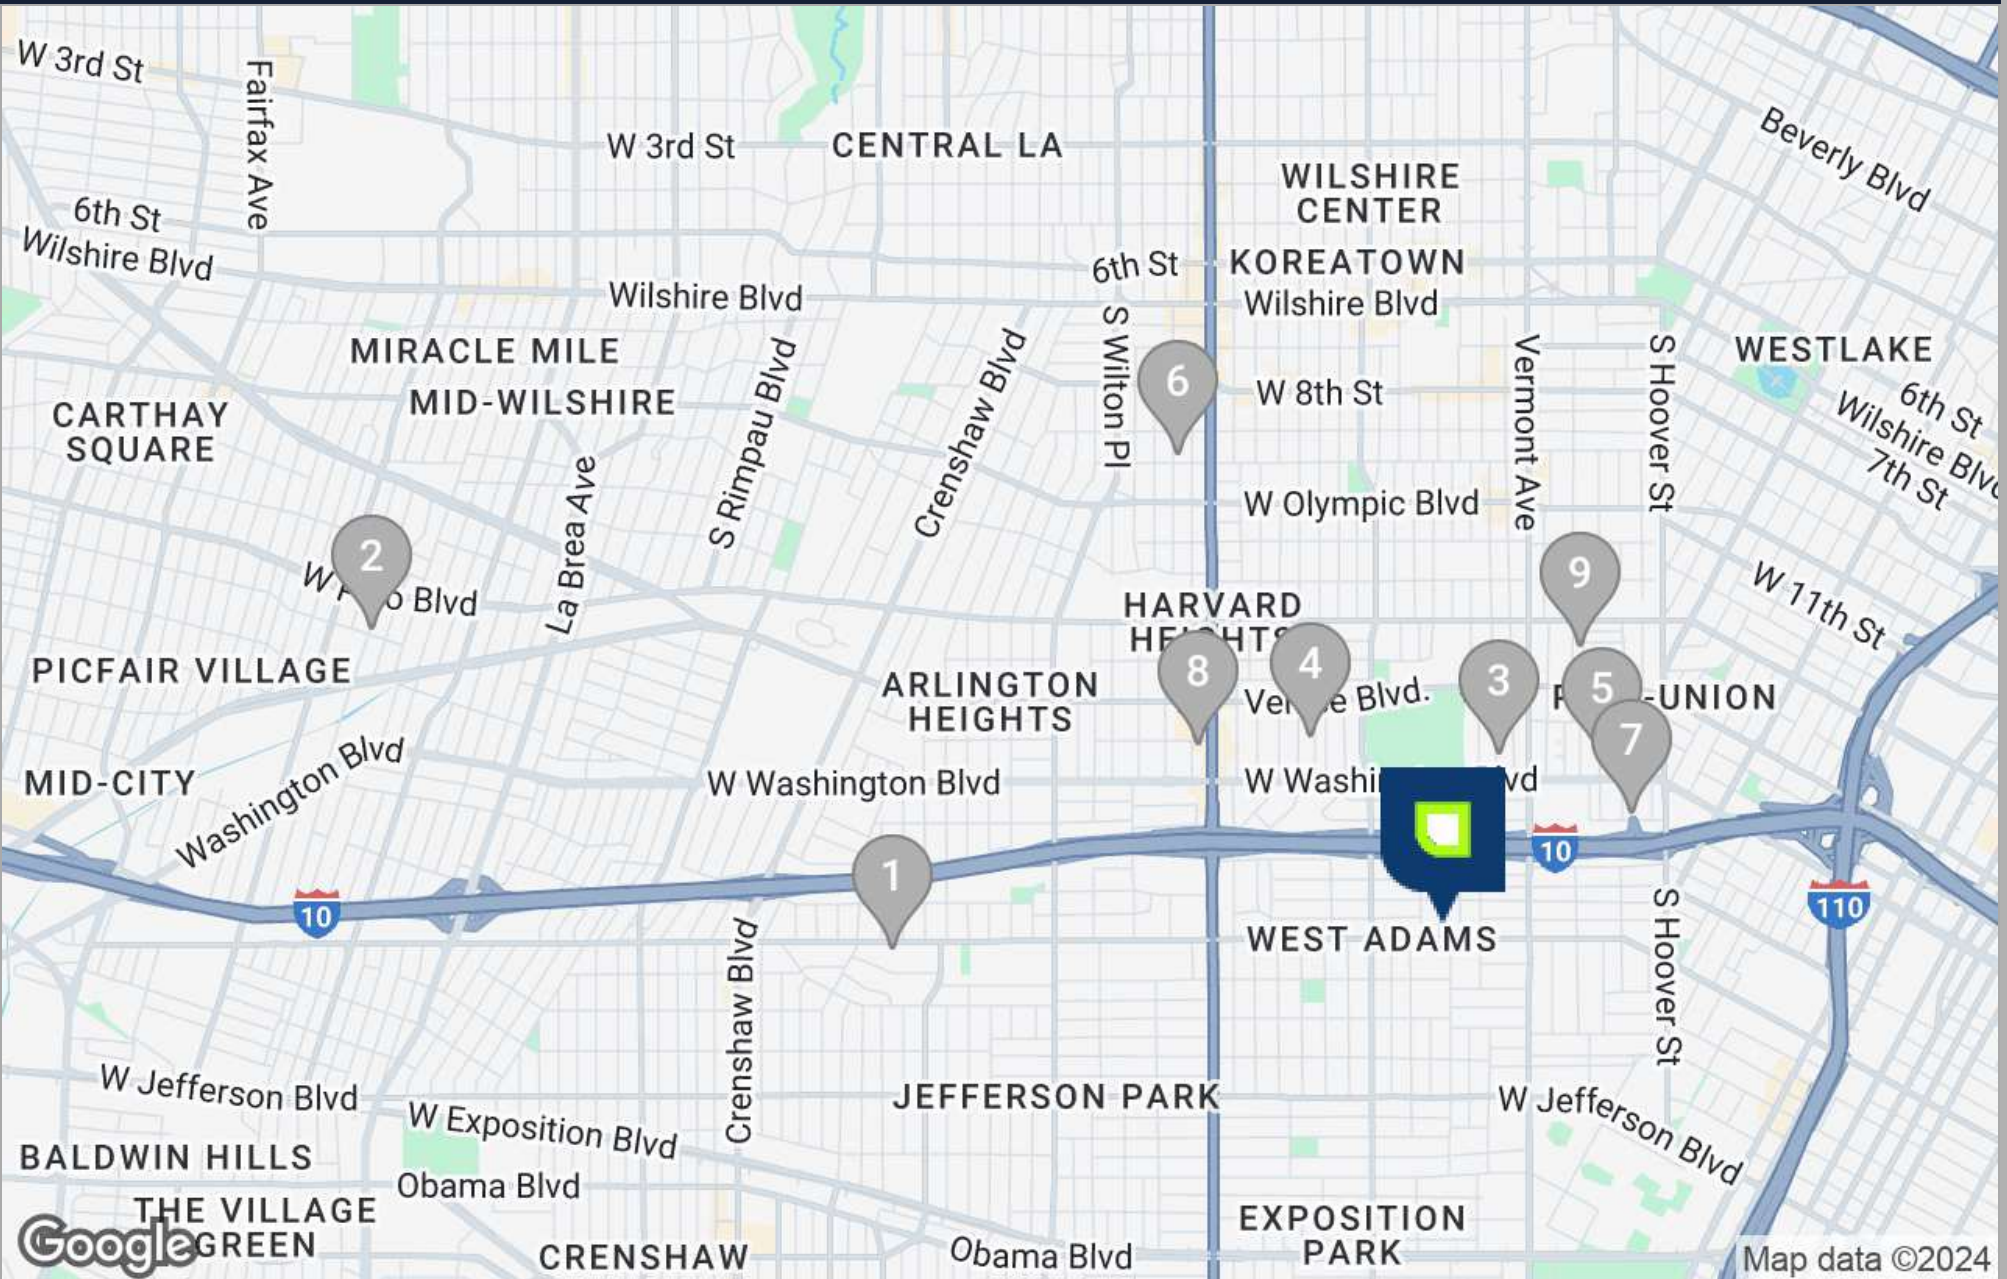 W 3rd St
Fairfax Ave
W 3rd St
CENTRAL LA
Beverly Blvd
WILSHIRE
CENTER
6th St
Wilshire Blvd
6th St
KOREATOWN
Wilshire Blvd
Wilshire Blvd
S Wilton Pl
Vermont Ave
S Hoover St
WESTLAKE
MIRACLE MILE
MID-WILSHIRE
S Rimpau Blvd
Crenshaw Blvd
6
W 8th St
6th St
Wilshire Blvd
7th St
CARTHAY
SQUARE
La Brea Ave
W Olympic Blvd
2
W Blvd
9
W 11th St
HARVARD
HEIGHTS
PICFAIR VILLAGE
ARLINGTON
HEIGHTS
8
4
Blvd.
3
5
-UNION
7
MID-CITY
Washington Blvd
W Washington Blvd
W
1
10
10
110
Crenshaw Blvd
WEST ADAMS
S Hoover St
W Jefferson Blvd
W Exposition Blvd
JEFFERSON PARK
W Jefferson Blvd
BALDWIN HILLS
Obama Blvd
THE VILLAGE
GREEN
EXPOSITION
PARK
Google
CRENSHAW
Obama Blvd
Map data ©2024